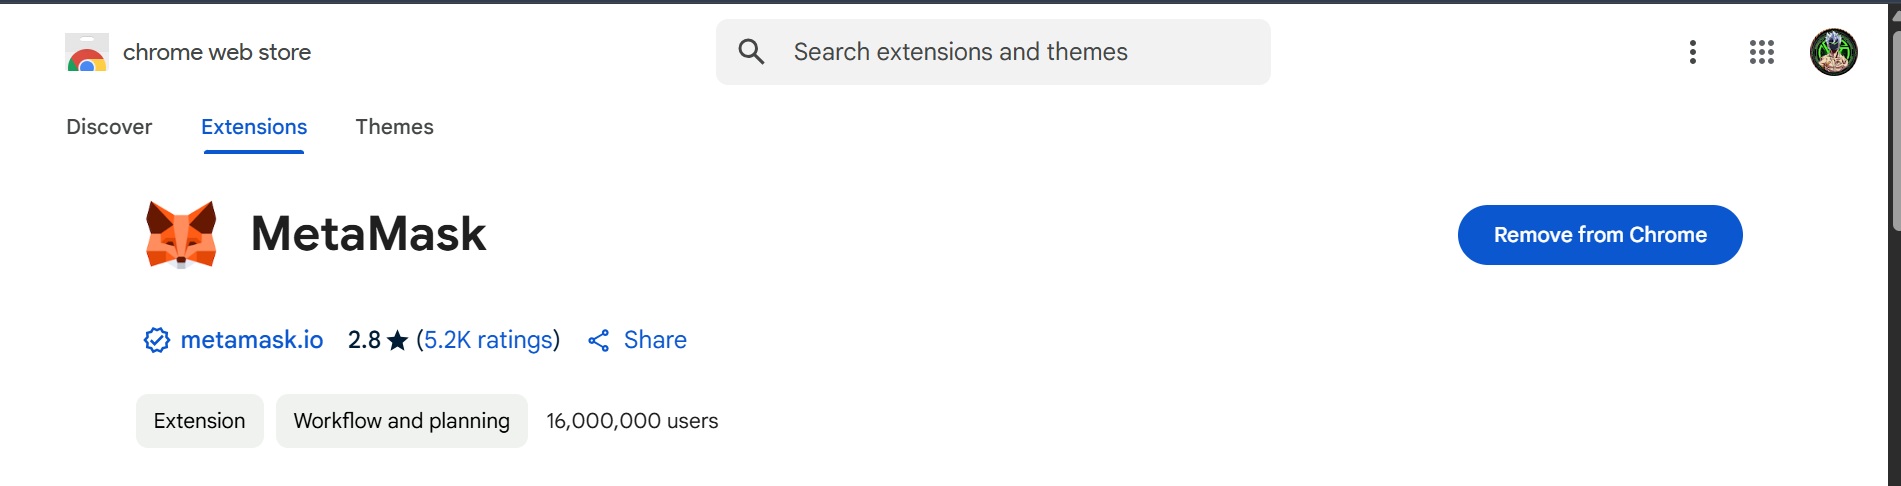 chrome web store
Search extensions and themes
Discover
Extensions
Themes
MetaMask
Remove from Chrome
metamask.io 2.8★ (5.2K ratings) Share
Extension
Workflow and planning
16,000,000 users